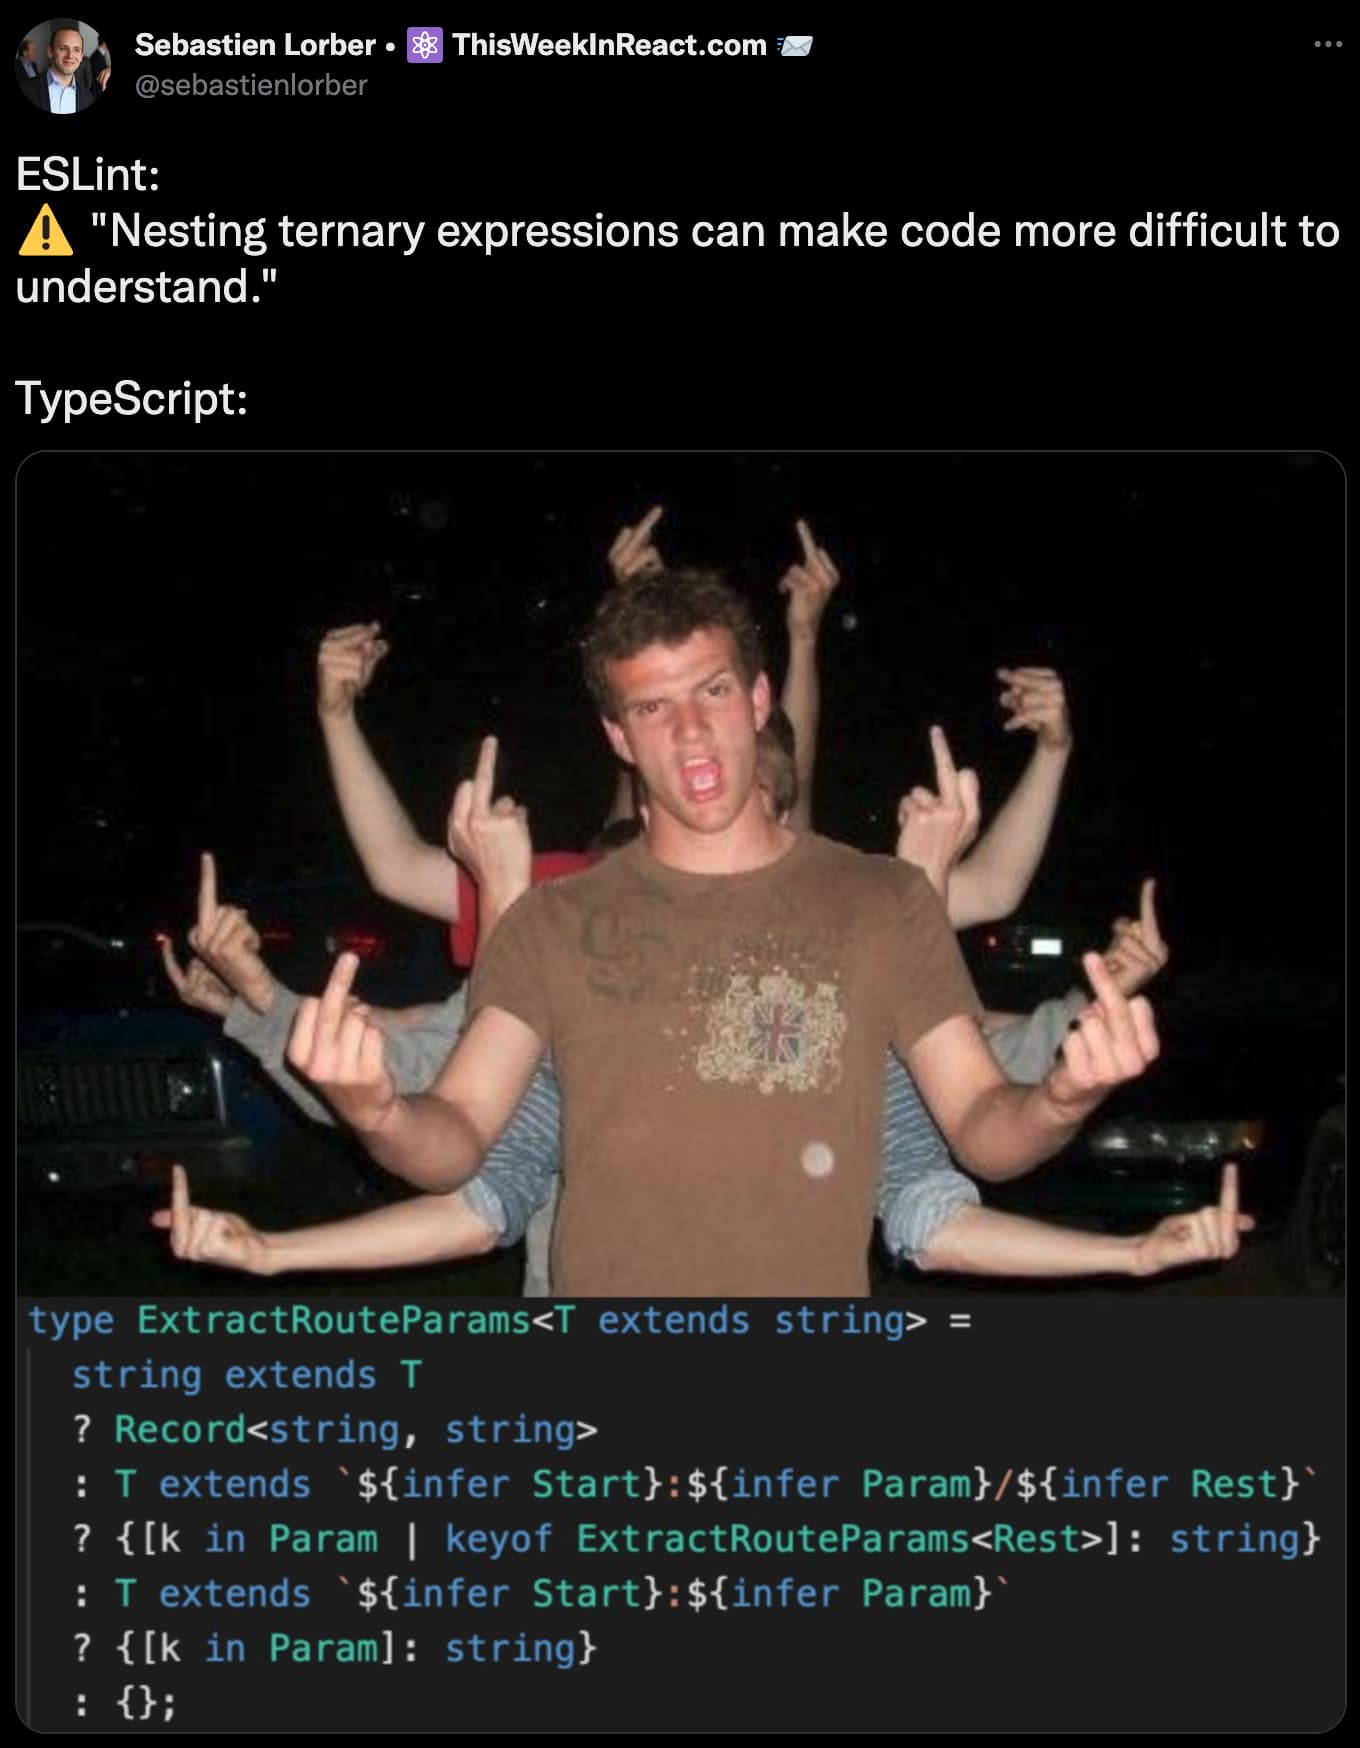 Sebastien Lorber • ⚛ ThisWeekInReact.com 📨
@sebastienlorber
ESLint:
⚠️ "Nesting ternary expressions can make code more difficult to
understand."
TypeScript:
type ExtractRouteParams<T extends string> =
string extends T
? Record<string, string>
: T extends `${infer Start}:${infer Param}/${infer Rest}`
? {[k in Param | keyof ExtractRouteParams<Rest>]: string}
: T extends `${infer Start}:${infer Param}`
? {[k in Param]: string}
: {};